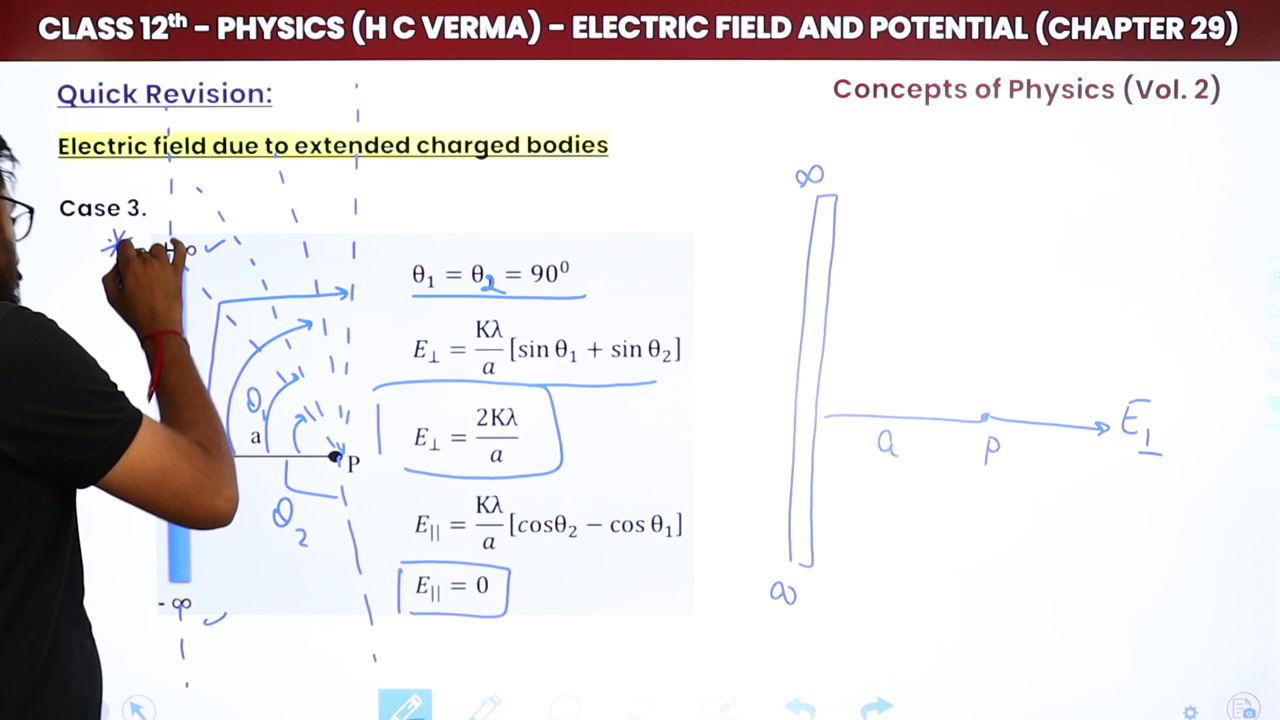 CLASS 12th – PHYSICS (H C VERMA) – ELECTRIC FIELD AND POTENTIAL (CHAPTER 29)
Quick Revision:
Concepts of Physics (Vol. 2)
Electric field due to extended charged bodies
Case 3.
θ₁ = θ₂ = 90⁰
E⊥ = Kλ/a [sin θ₁ + sin θ₂]
E⊥ = 2Kλ/a
E|| = Kλ/a [cosθ₂ − cos θ₁]
E|| = 0
θ₁
a
P
θ₂
- ∞
∞
a
P
E⊥
∞